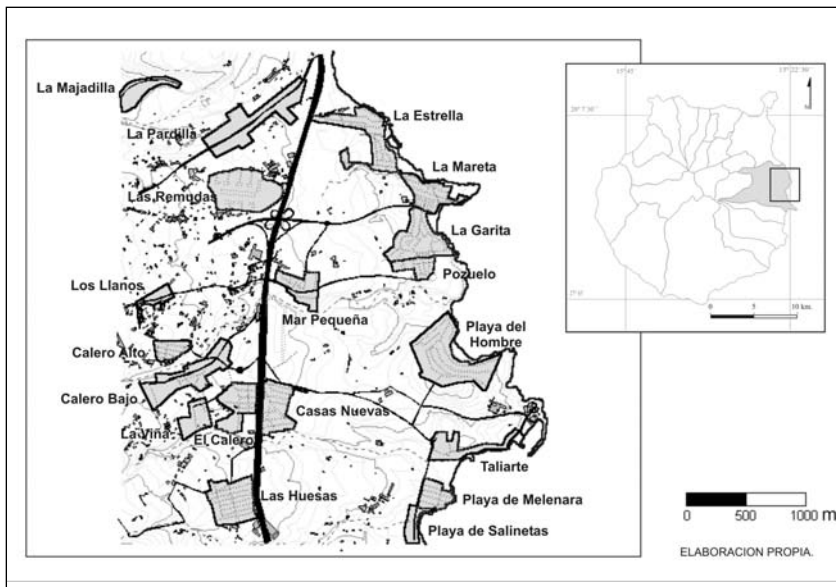 La Majadilla
La Estrella
La Pardilla
La Mareta
Las Remudas
La Garita
Pozuelo
Los Llanos
Mar Pequeña
Playa del
Hombre
Calero Alto
Calero Bajo
Casas Nuevas
La Viña
El Calero
Taliarte
Las Huesas
Playa de Melenara
Playa de Salinetas
0 5 10 km.
0 500 1000 m
ELABORACION PROPIA.